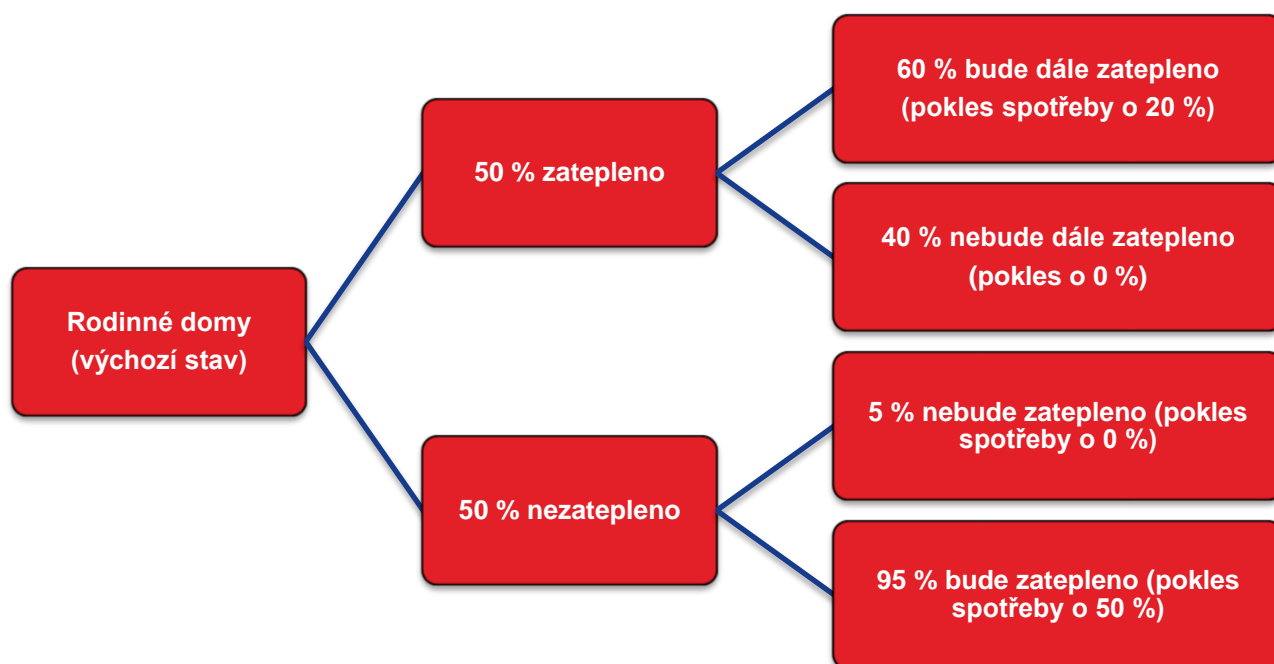 Rodinné domy
(výchozí stav)
50 % zatepleno
50 % nezatepleno
60 % bude dále zatepleno
(pokles spotřeby o 20 %)
40 % nebude dále zatepleno
(pokles o 0 %)
5 % nebude zatepleno (pokles
spotřeby o 0 %)
95 % bude zatepleno (pokles
spotřeby o 50 %)